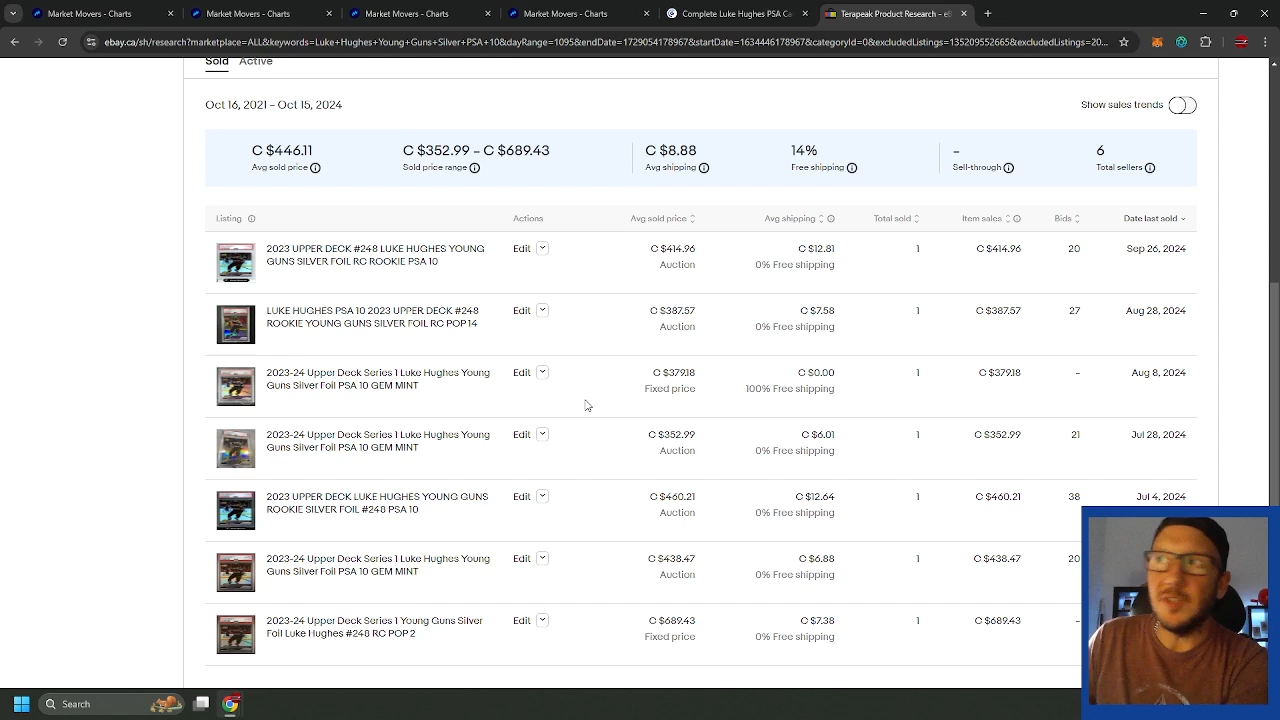 Market Movers - Charts
Market Movers - Charts
Market Movers - Charts
Market Movers - Charts
Complete Luke Hughes PSA Ca
Terapeak Product Research - eB
ebay.ca/sh/research?marketplace=ALL&keywords=Luke+Hughes+Young+Guns+Silver+PSA+10&dayRange=1095&endDate=1729054178967&startDate=1634446173967&categoryId=0&excludedListings=135209552665&excludedListings=20...
Sold Active
Oct 16, 2021 - Oct 15, 2024
Show sales trends
C $446.11 C $352.99 - C $689.43 C $8.88 14% - 6
Avg sold price Sold price range Avg shipping Free shipping Sell-through Total sellers
Listing Actions Avg sold price Avg shipping Total sold Item sales Bids Date last sold
2023 UPPER DECK #248 LUKE HUGHES YOUNG Edit C $414.96 C $12.81 1 C $414.96 20 Sep 26, 2024
GUNS SILVER FOIL RC ROOKIE PSA 10 Auction 0% Free shipping
LUKE HUGHES PSA 10 2023 UPPER DECK #248 Edit C $387.57 C $7.58 1 C $387.57 27 Aug 28, 2024
ROOKIE YOUNG GUNS SILVER FOIL RC POP 14 Auction 0% Free shipping
2023-24 Upper Deck Series 1 Luke Hughes Young Edit C $379.18 C $0.00 1 C $379.18 - Aug 8, 2024
Guns Silver Foil PSA 10 GEM MINT Fixed price 100% Free shipping
2023-24 Upper Deck Series 1 Luke Hughes Young Edit C $352.99 C $6.01 1 C $352.99 21 Jul 28, 2024
Guns Silver Foil PSA 10 GEM MINT Auction 0% Free shipping
2023 UPPER DECK LUKE HUGHES YOUNG GUNS Edit C $460.21 C $12.64 1 C $460.21 38 Jul 4, 2024
ROOKIE SILVER FOIL #248 PSA 10 Auction 0% Free shipping
2023-24 Upper Deck Series 1 Luke Hughes Young Edit C $438.47 C $6.88 1 C $438.47 20
Guns Silver Foil PSA 10 GEM MINT Auction 0% Free shipping
2023-24 Upper Deck Series 1 Young Guns Silver Edit C $689.43 C $7.38 1 C $689.43 -
Foil Luke Hughes #248 RC POP 2 Fixed price 0% Free shipping
Search